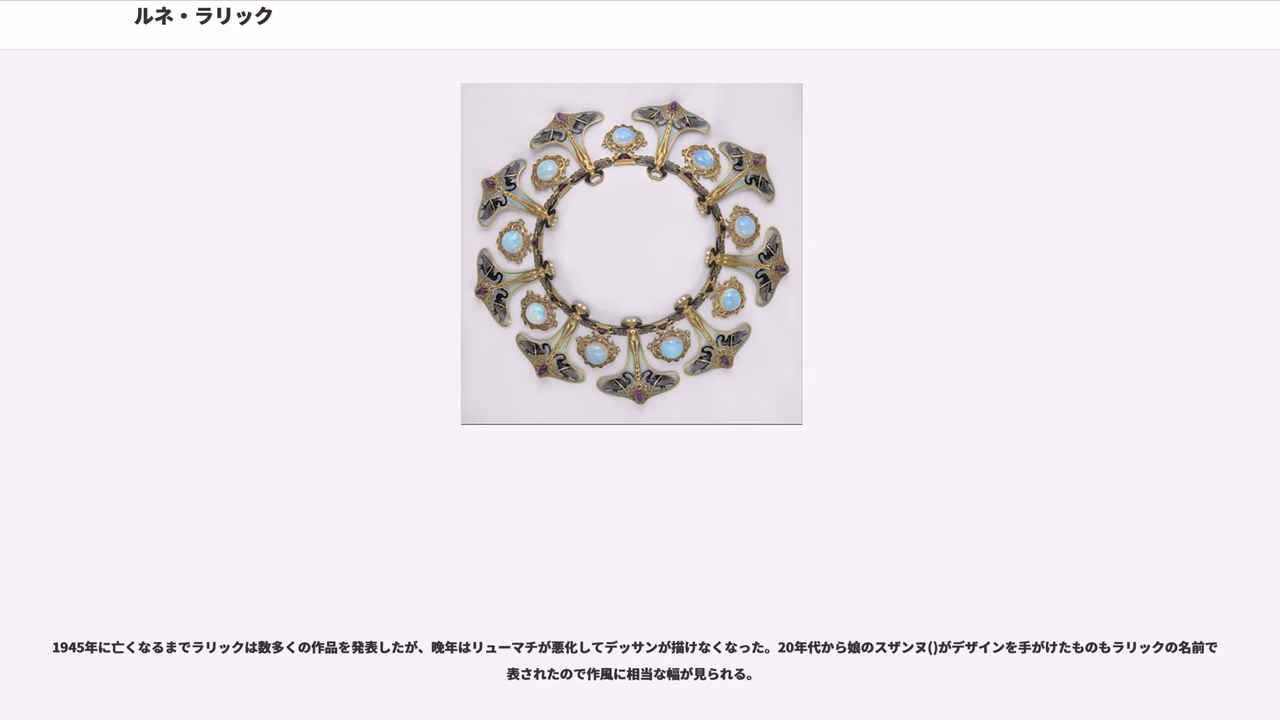 ルネ・ラリック
1945年に亡くなるまでラリックは数多くの作品を発表したが、晩年はリューマチが悪化してデッサンが描けなくなった。20年代から娘のスザンヌ()がデザインを手がけたものもラリックの名前で
表されたので作風に相当な幅が見られる。